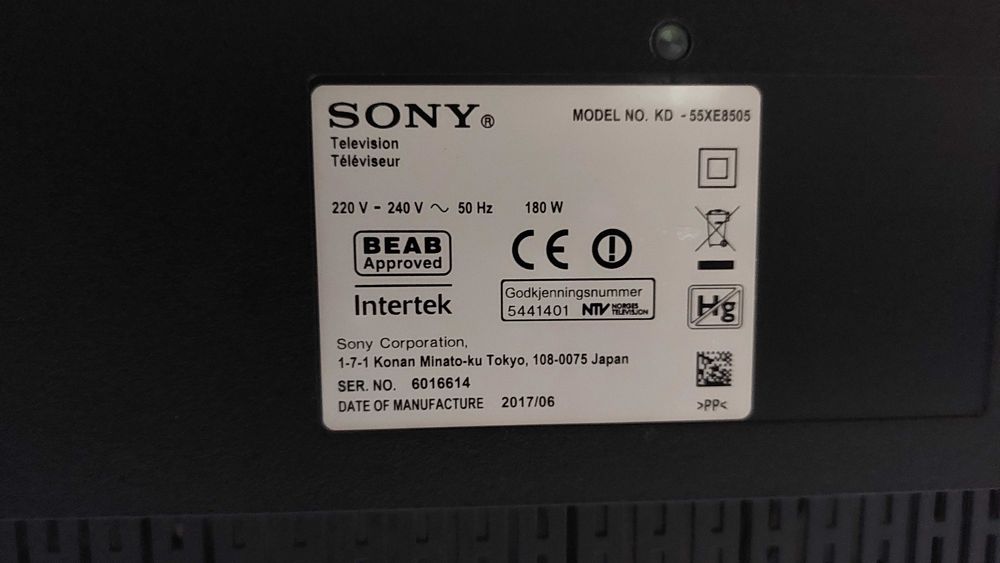 SONY®
MODEL NO. KD - 55XE8505
Television
Téléviseur
220 V - 240 V ~ 50 Hz 180 W
BEAB
Approved
CE
Intertek
Godkjenningsnummer
5441401 NTV NORGES
TELEVISJON
Hg
Sony Corporation,
1-7-1 Konan Minato-ku Tokyo, 108-0075 Japan
SER. NO. 6016614
DATE OF MANUFACTURE 2017/06
>PP<